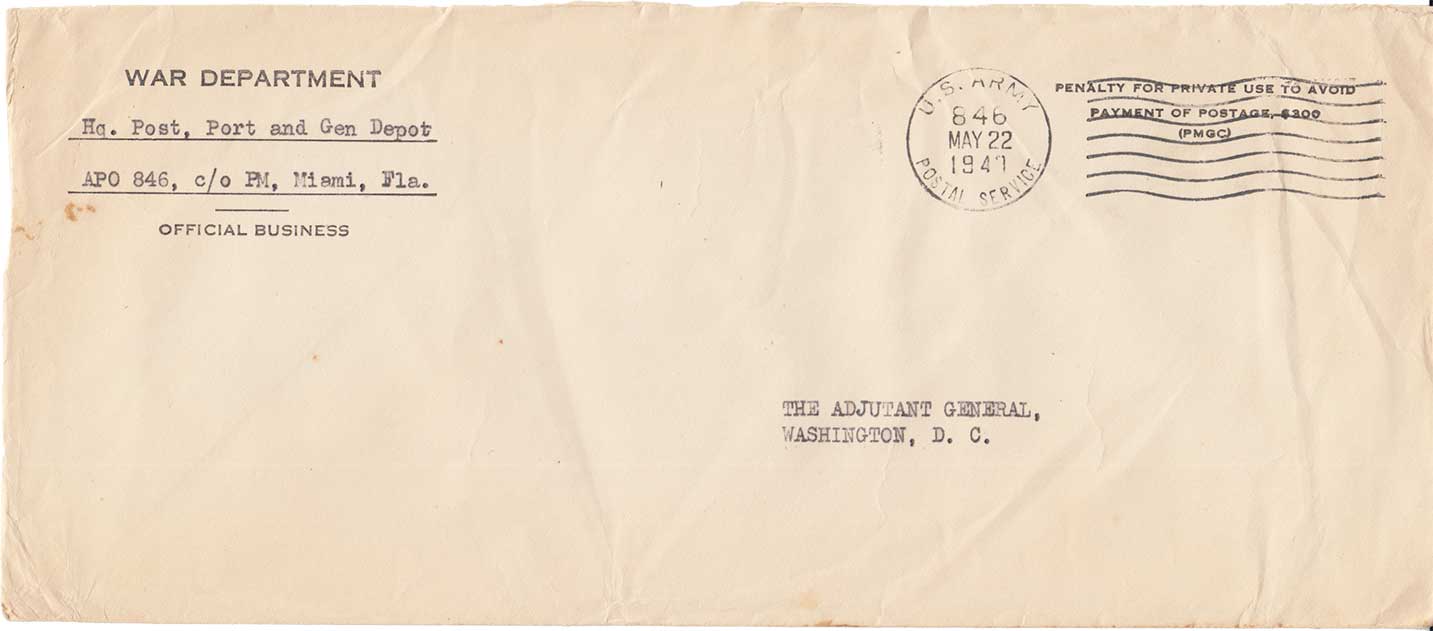 WAR DEPARTMENT
Hq. Post, Port and Gen Depot
APO 846, c/o PM, Miami, Fla.
OFFICIAL BUSINESS
U.S. ARMY
846
MAY 22
1947
POSTAL SERVICE
PENALTY FOR PRIVATE USE TO AVOID
PAYMENT OF POSTAGE, $300
(PMGC)
THE ADJUTANT GENERAL,
WASHINGTON, D. C.